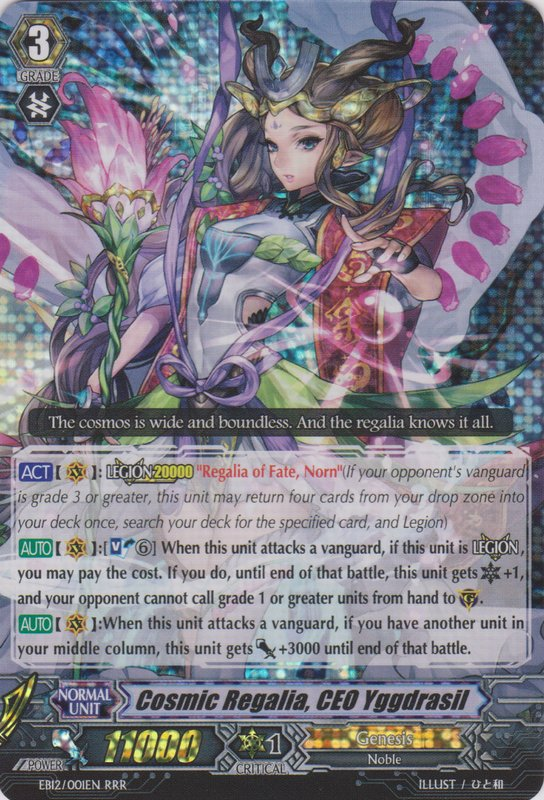 3
GRADE
The cosmos is wide and boundless. And the regalia knows it all.
ACT【 】: LEGION 20000 "Regalia of Fate, Norn"(If your opponent's vanguard
is grade 3 or greater, this unit may return four cards from your drop zone into
your deck once, search your deck for the specified card, and Legion)
AUTO【 】:[V ⑥] When this unit attacks a vanguard, if this unit is LEGION,
you may pay the cost. If you do, until end of that battle, this unit gets +1,
and your opponent cannot call grade 1 or greater units from hand to G.
AUTO【 】:When this unit attacks a vanguard, if you have another unit in
your middle column, this unit gets +3000 until end of that battle.
NORMAL
UNIT
Cosmic Regalia, CEO Yggdrasil
POWER 11000
1
CRITICAL
Genesis
Noble
EB12/001EN RRR
ILLUST / ひと和